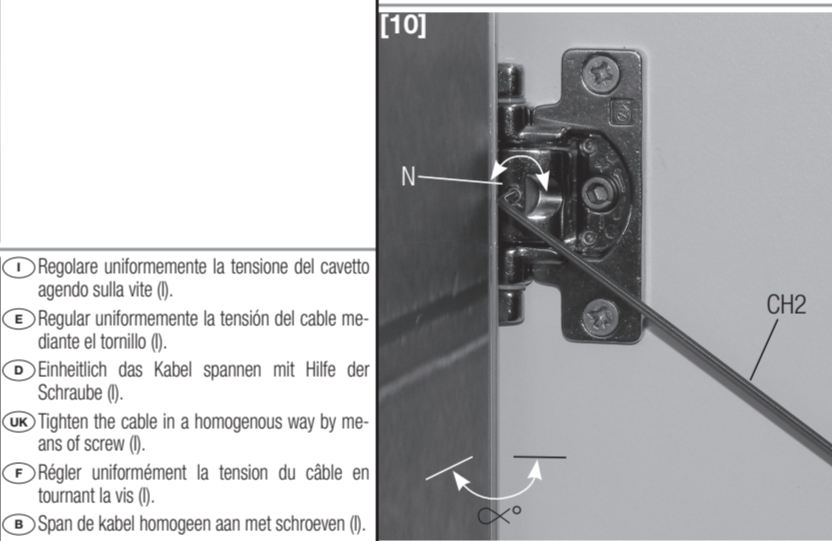 I Regolare uniformemente la tensione del cavetto
agendo sulla vite (I).
E Regular uniformemente la tensión del cable me-
diante el tornillo (I).
D Einheitlich das Kabel spannen mit Hilfe der
Schraube (I).
UK Tighten the cable in a homogenous way by me-
ans of screw (I).
F Régler uniformément la tension du câble en
tournant la vis (I).
B Span de kabel homogeen aan met schroeven (I).
[10]
N
CH2
∝°